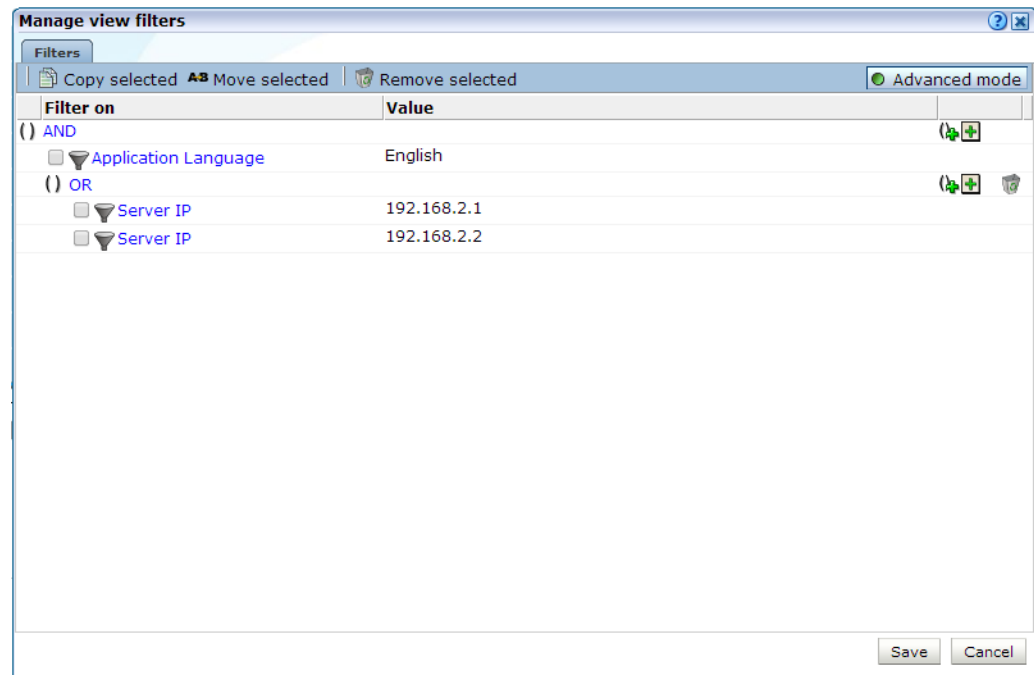 Manage view filters
Filters
Copy selected A➔B Move selected Remove selected Advanced mode
Filter on Value
() AND
Application Language English
() OR
Server IP 192.168.2.1
Server IP 192.168.2.2
Save Cancel